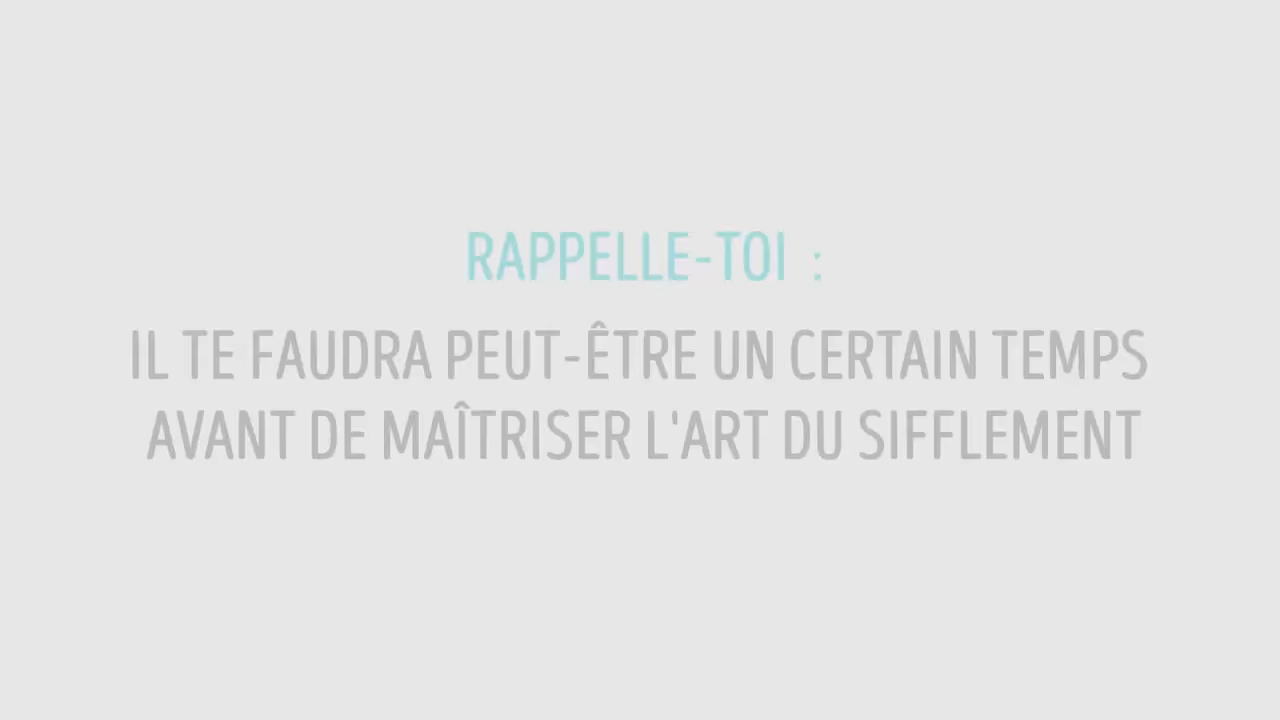 RAPPELLE-TOI :
IL TE FAUDRA PEUT-ÊTRE UN CERTAIN TEMPS
AVANT DE MAÎTRISER L'ART DU SIFFLEMENT